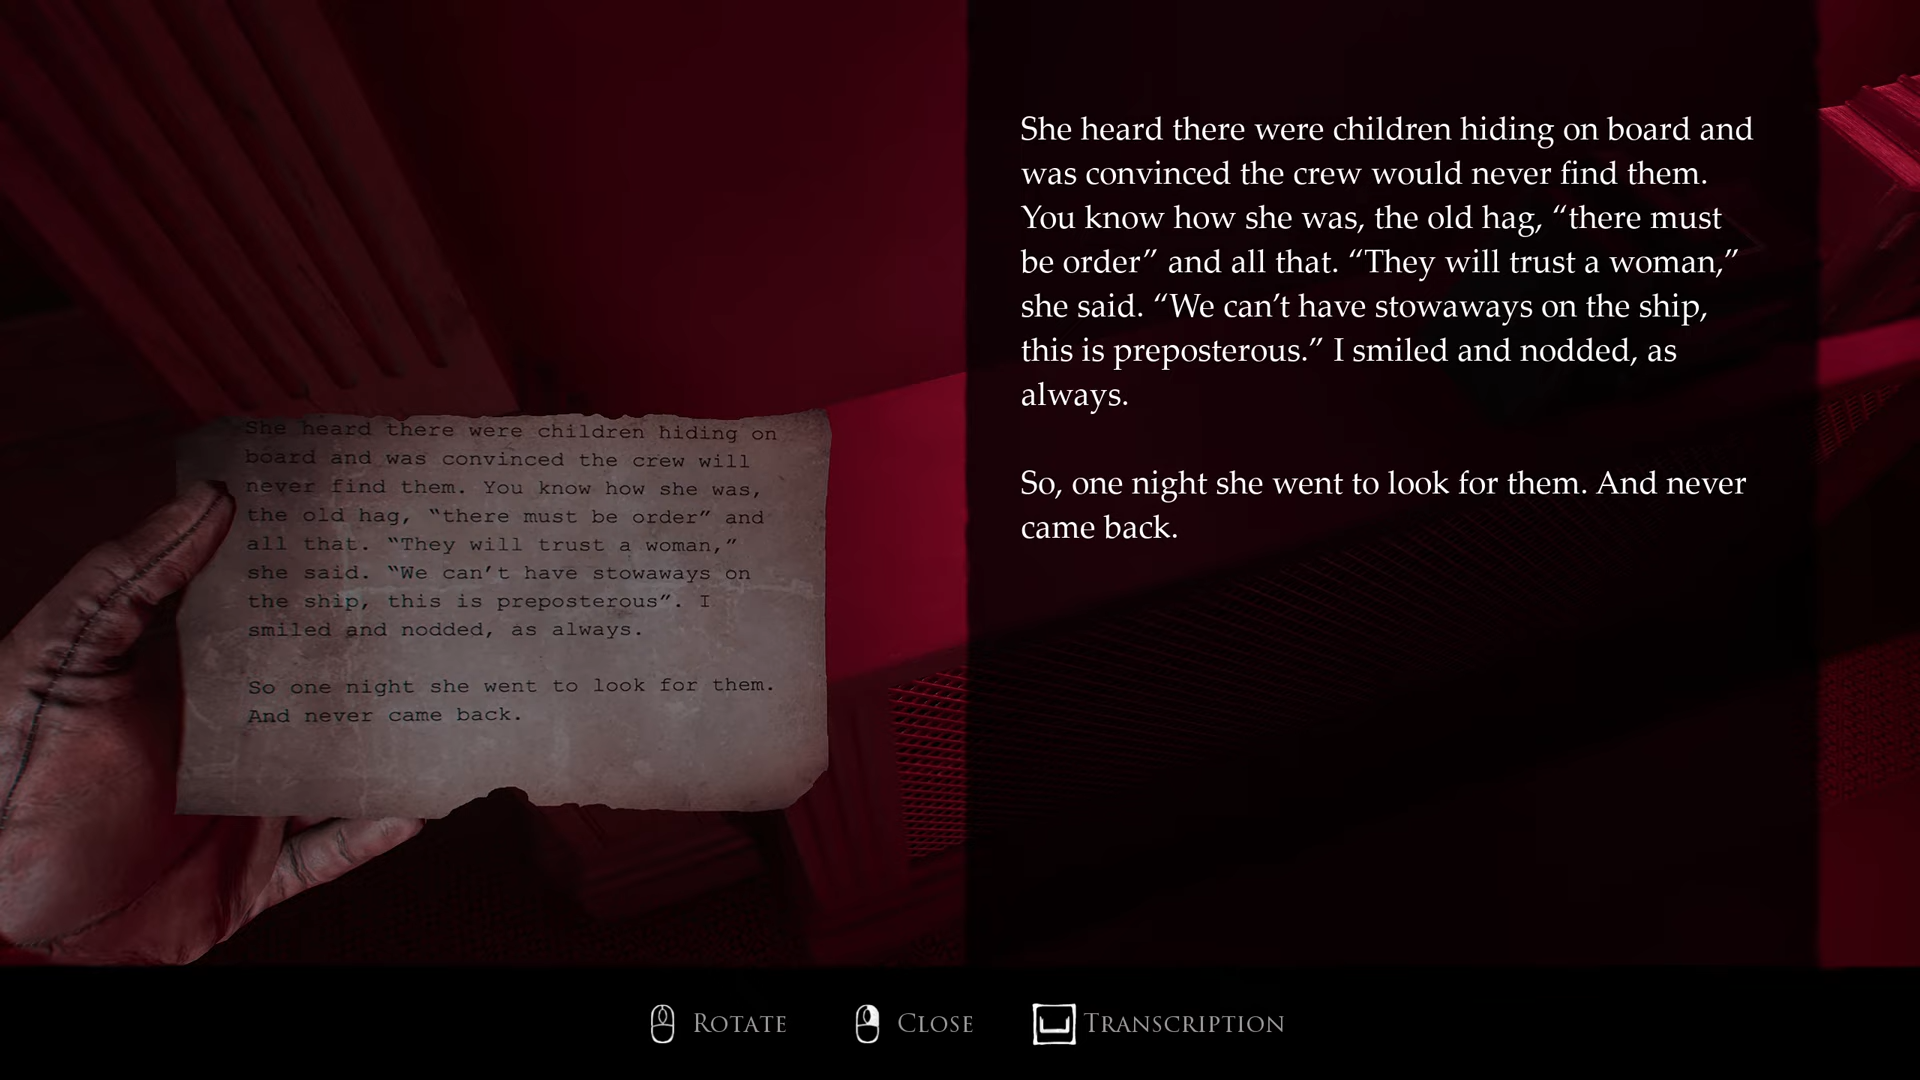 She heard there were children hiding on
board and was convinced the crew will
never find them. You know how she was,
the old hag, “there must be order” and
all that. “They will trust a woman,”
she said. “We can’t have stowaways on
the ship, this is preposterous”. I
smiled and nodded, as always.
So one night she went to look for them.
And never came back.
She heard there were children hiding on board and
was convinced the crew would never find them.
You know how she was, the old hag, “there must
be order” and all that. “They will trust a woman,”
she said. “We can’t have stowaways on the ship,
this is preposterous.” I smiled and nodded, as
always.
So, one night she went to look for them. And never
came back.
ROTATE CLOSE TRANSCRIPTION